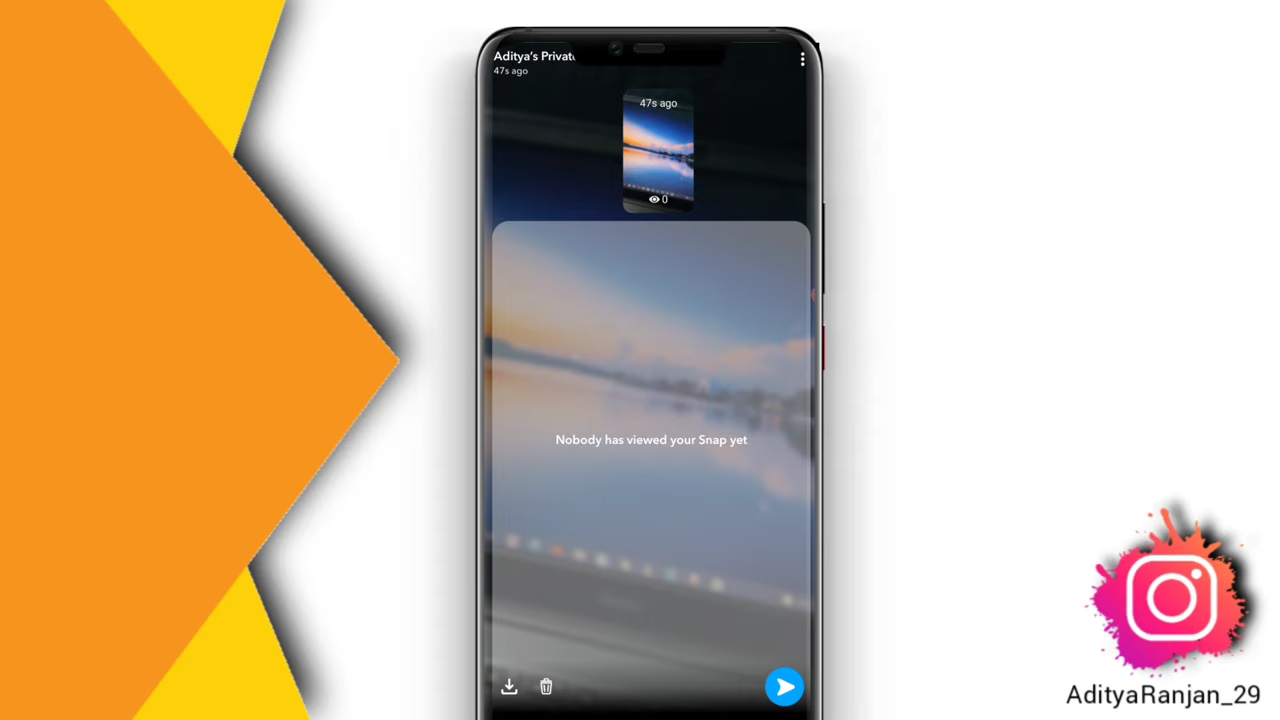 Aditya's Privat
47s ago
47s ago
0
Nobody has viewed your Snap yet
AdityaRanjan_29